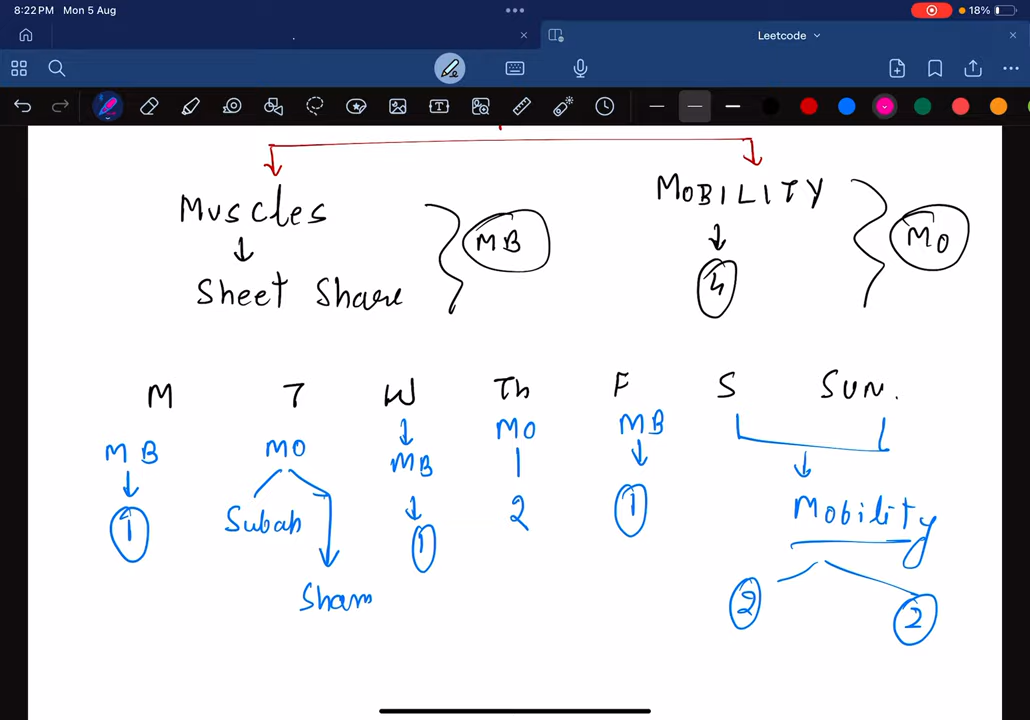 8:22 PM Mon 5 Aug
18%
Leetcode
Muscles
MOBILITY
MB
MO
Sheet Share
4
M T W Th F S SUN.
MB MO MB MO MB
1 Subah 1 2 1 Mobility
Sham 2 2